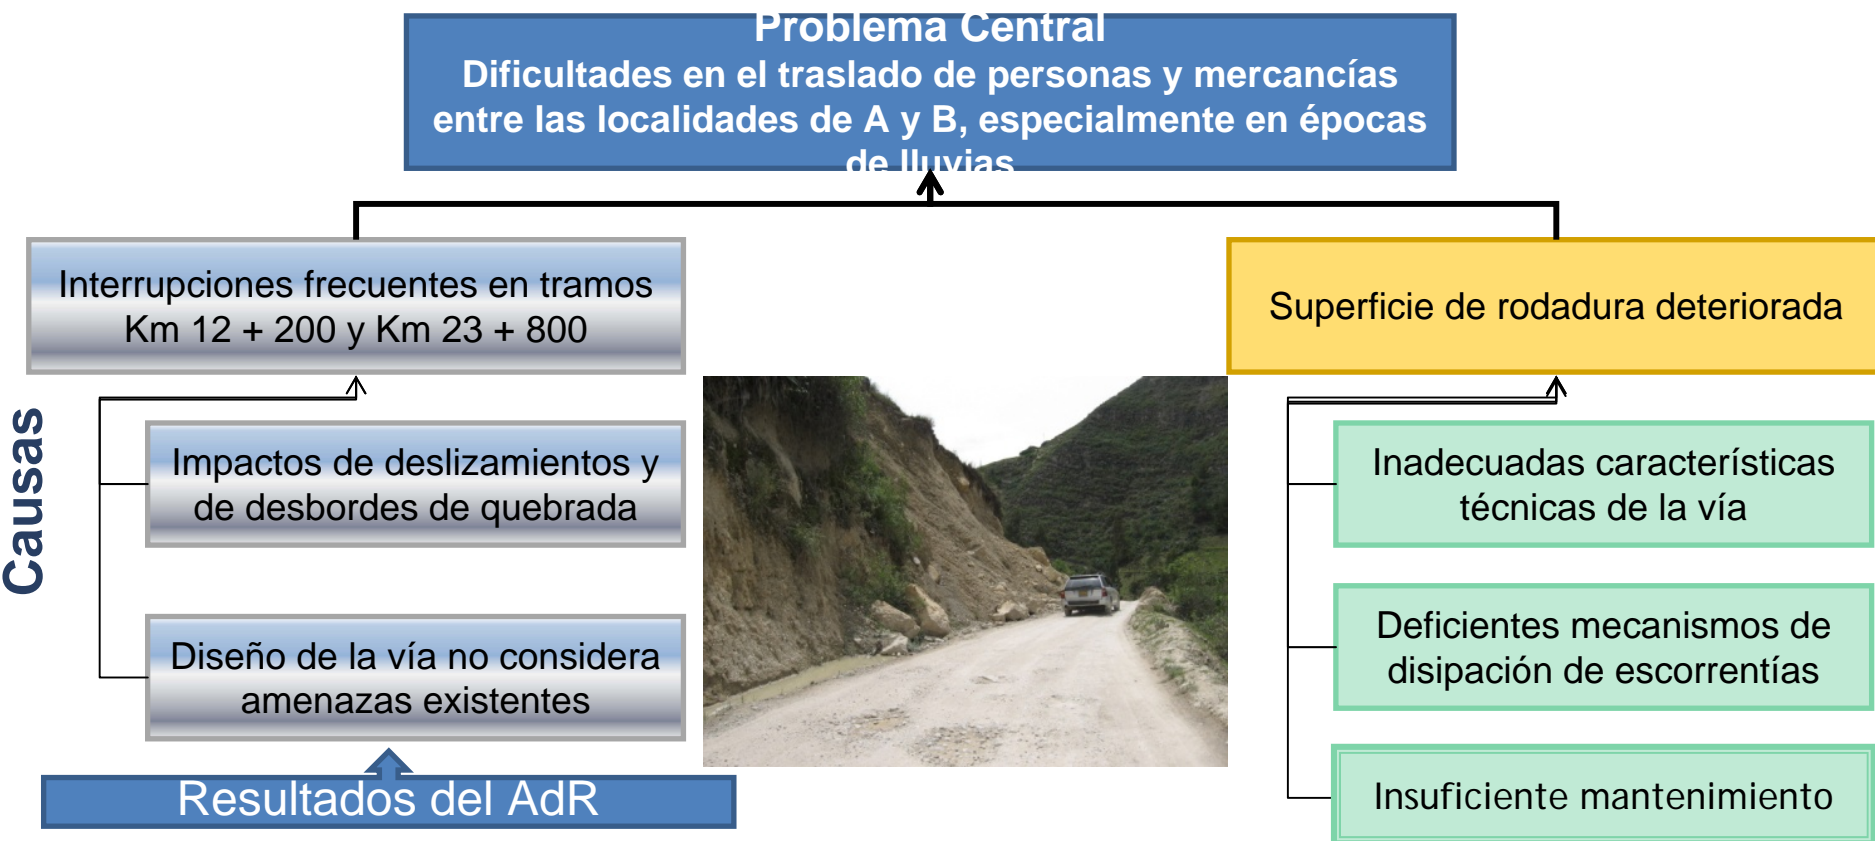 Problema Central
Dificultades en el traslado de personas y mercancías
entre las localidades de A y B, especialmente en épocas
de lluvias
Interrupciones frecuentes en tramos
Km 12 + 200 y Km 23 + 800
Superficie de rodadura deteriorada
Causas
Impactos de deslizamientos y
de desbordes de quebrada
Diseño de la vía no considera
amenazas existentes
Resultados del AdR
Inadecuadas características
técnicas de la vía
Deficientes mecanismos de
disipación de escorrentías
Insuficiente mantenimiento